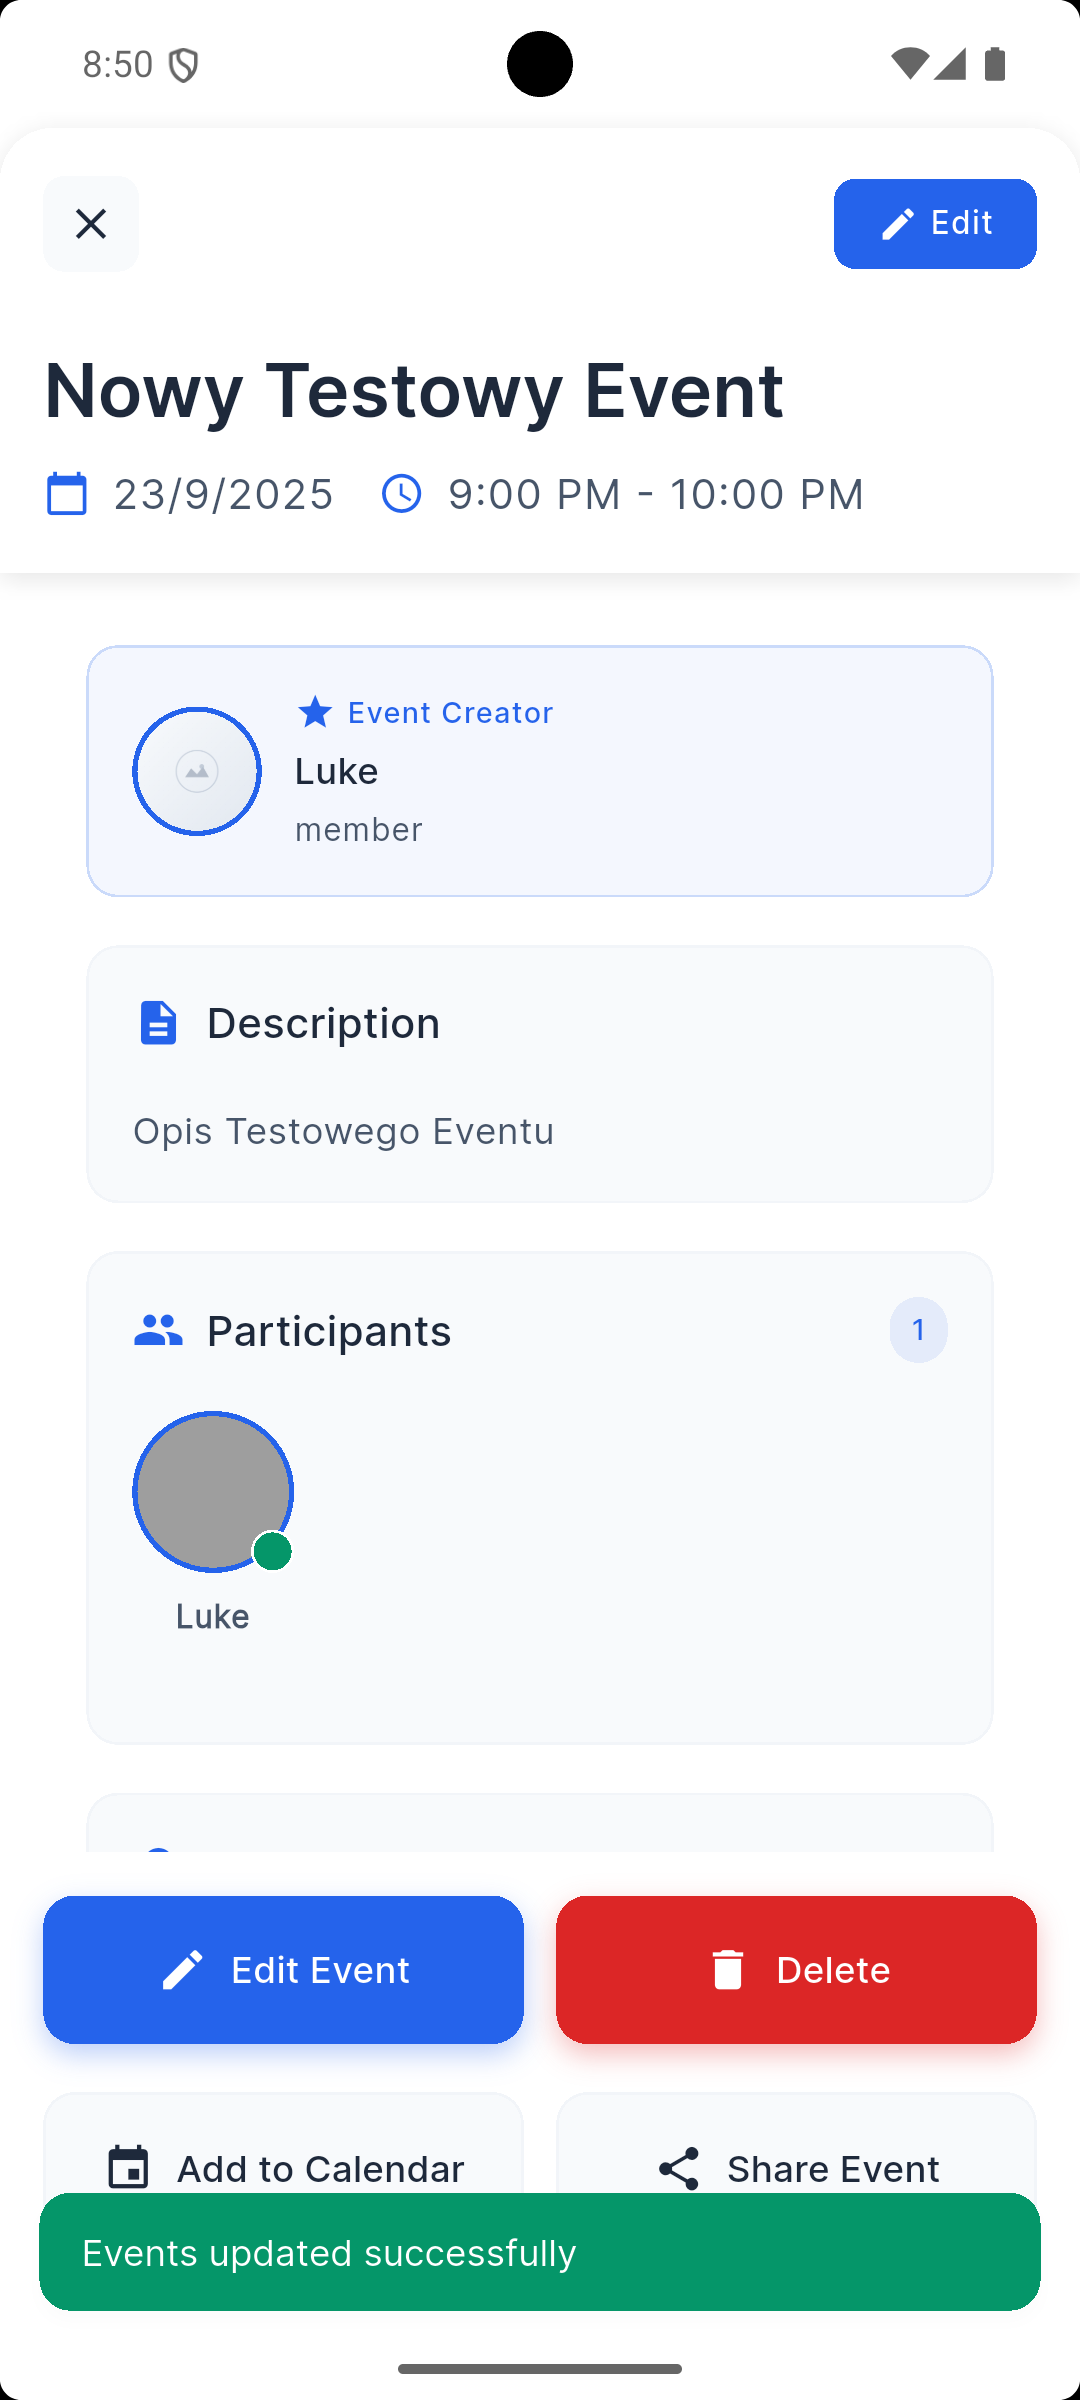 8:50
Edit
Nowy Testowy Event
23/9/2025 9:00 PM - 10:00 PM
Event Creator
Luke
member
Description
Opis Testowego Eventu
Participants 1
Luke
Edit Event Delete
Add to Calendar Share Event
Events updated successfully